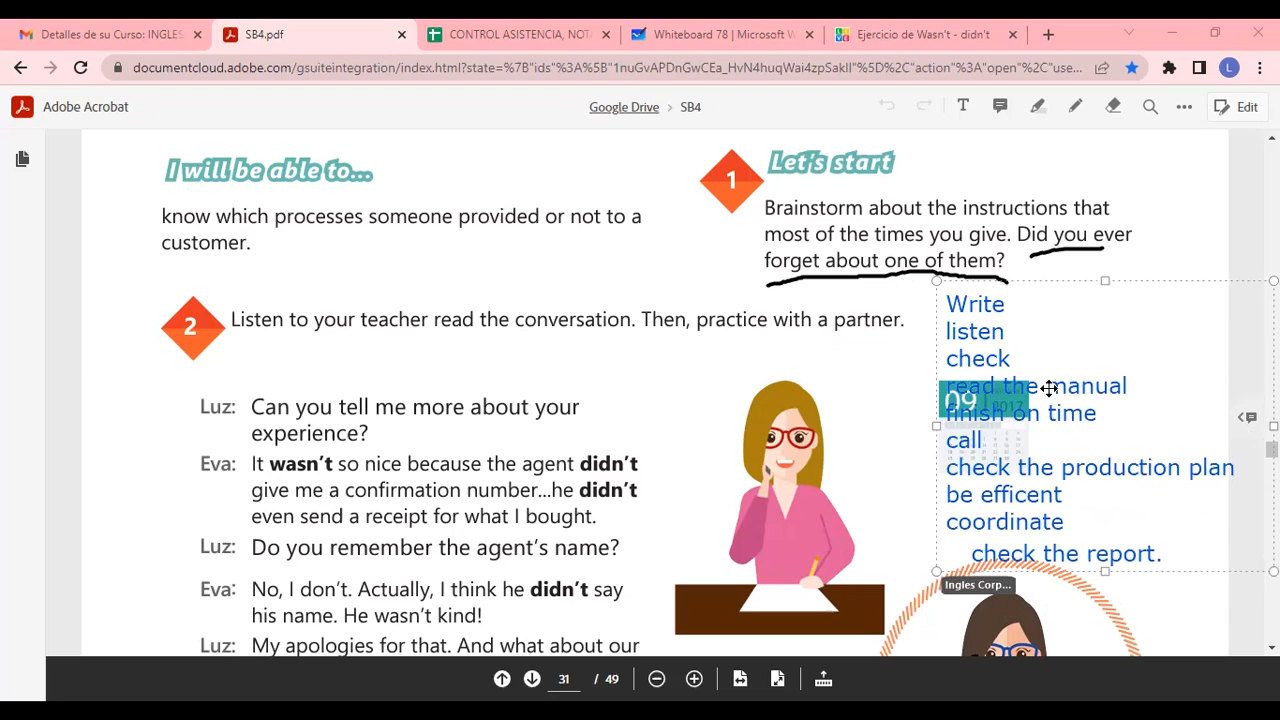 Detalles de su Curso: INGLES
SB4.pdf
CONTROL ASISTENCIA, NOTA
Whiteboard 78 | Microsoft W
Ejercicio de Wasn't - didn't
documentcloud.adobe.com/gsuiteintegration/index.html?state=%7B"ids"%3A%5B"1nuGvAPDnGwCEa_HvN4huqWai4zpSakIl"%5D%2C"action"%3A"open"%2C"use...
L
Adobe Acrobat
Google Drive > SB4
Edit
I will be able to...
know which processes someone provided or not to a
customer.
1
Let's start
Brainstorm about the instructions that
most of the times you give. Did you ever
forget about one of them?
2
Listen to your teacher read the conversation. Then, practice with a partner.
Write
listen
check
read the manual
finish on time
call
check the production plan
be efficent
coordinate
check the report.
09
2017
Luz: Can you tell me more about your
experience?
Eva: It wasn't so nice because the agent didn't
give me a confirmation number...he didn't
even send a receipt for what I bought.
Luz: Do you remember the agent's name?
Eva: No, I don't. Actually, I think he didn't say
his name. He wasn't kind!
Luz: My apologies for that. And what about our
Ingles Corp...
31 / 49